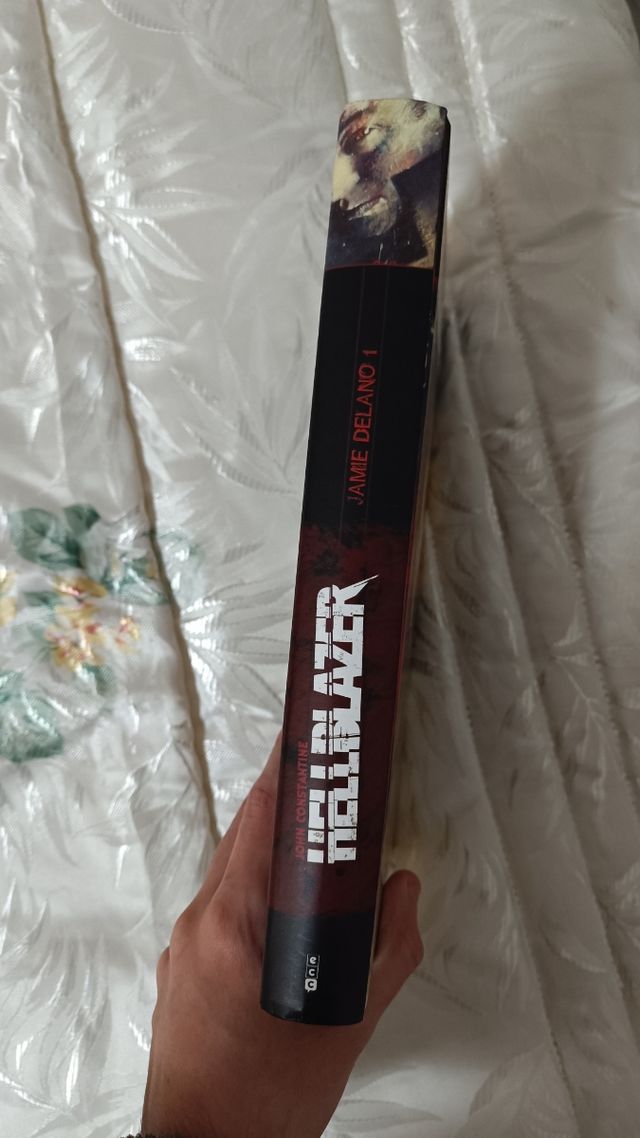 JAMIE DELANO 1
JOHN CONSTANTINE
HELLBLAZER
ecc